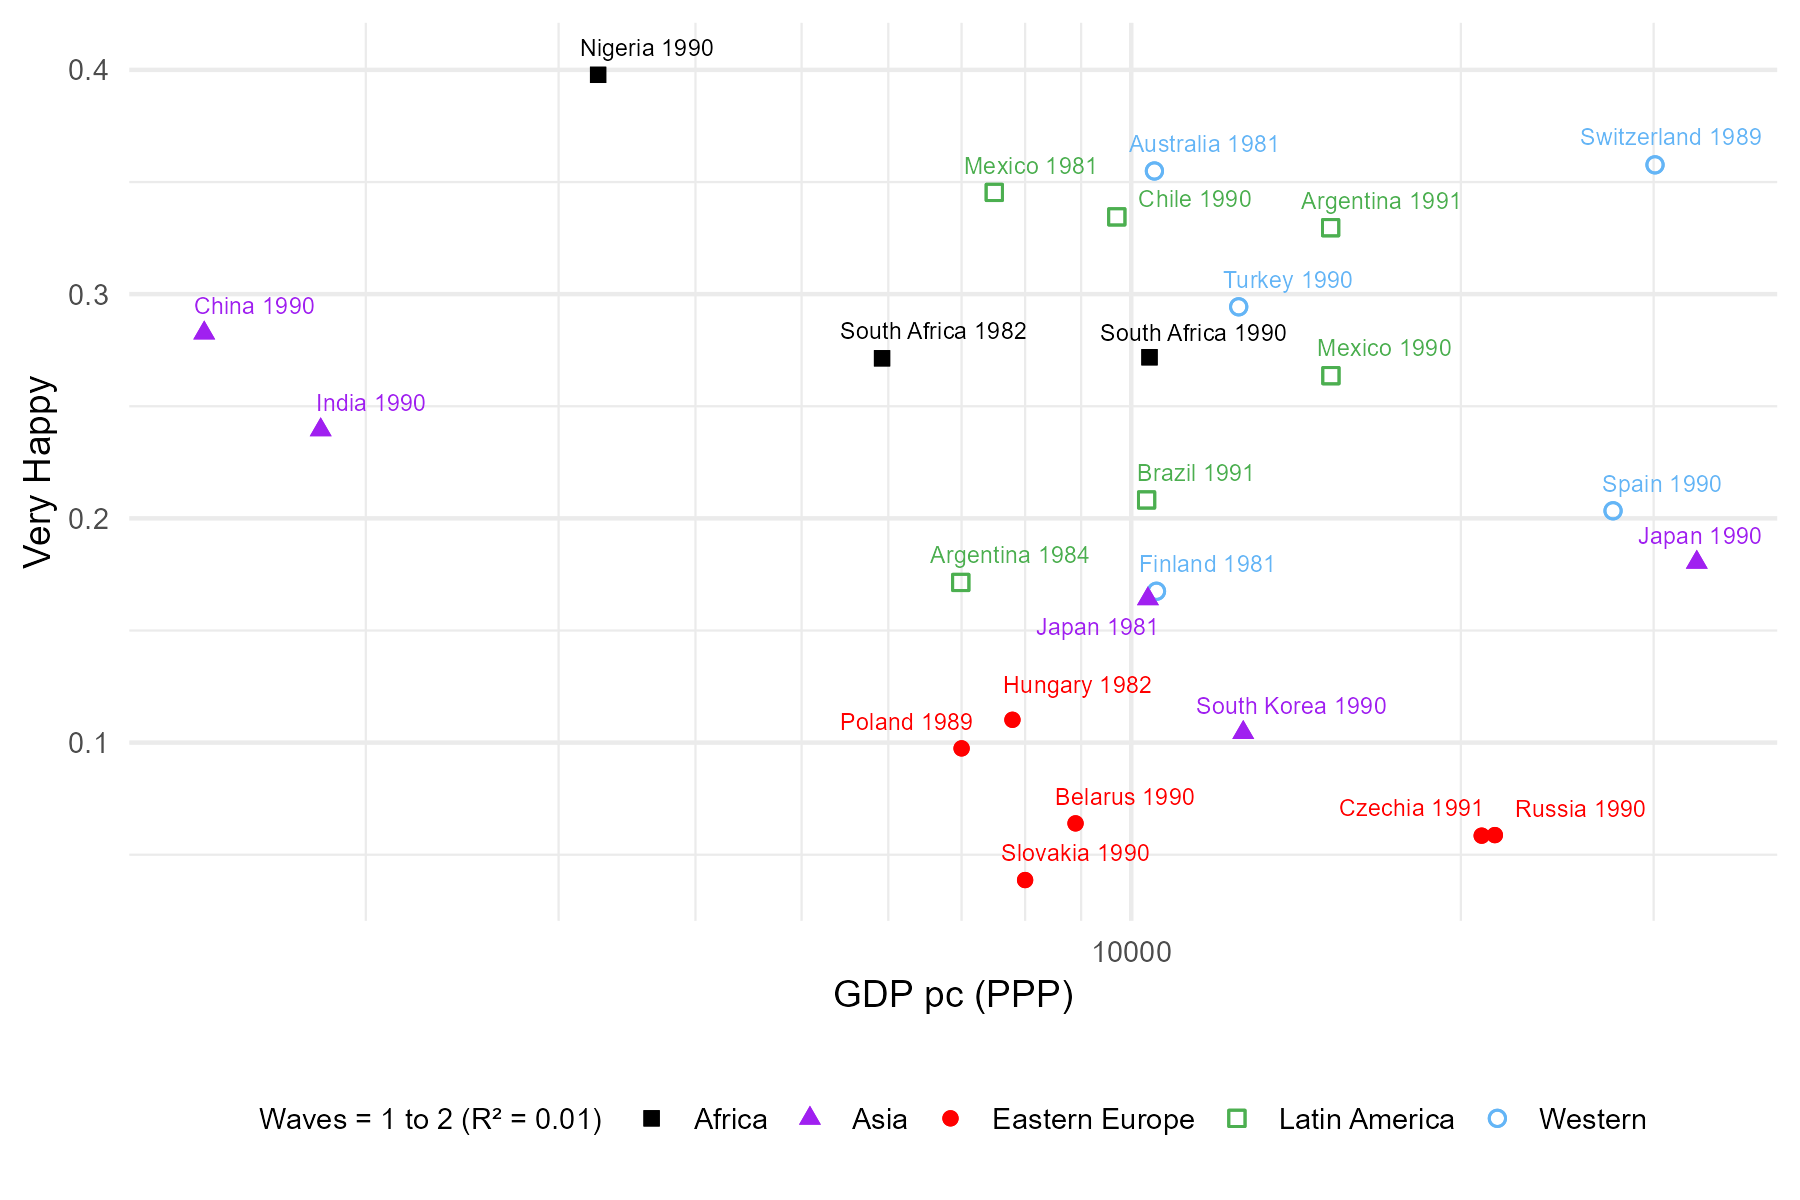 Nigeria 1990
0.4
Australia 1981
Switzerland 1989
Mexico 1981
Chile 1990
Argentina 1991
Turkey 1990
0.3
China 1990
South Africa 1982
South Africa 1990
Mexico 1990
India 1990
Very Happy
Brazil 1991
Spain 1990
0.2
Japan 1990
Argentina 1984
Finland 1981
Japan 1981
Hungary 1982
South Korea 1990
Poland 1989
0.1
Belarus 1990
Czechia 1991
Russia 1990
Slovakia 1990
10000
GDP pc (PPP)
Waves = 1 to 2 (R² = 0.01) Africa Asia Eastern Europe Latin America Western